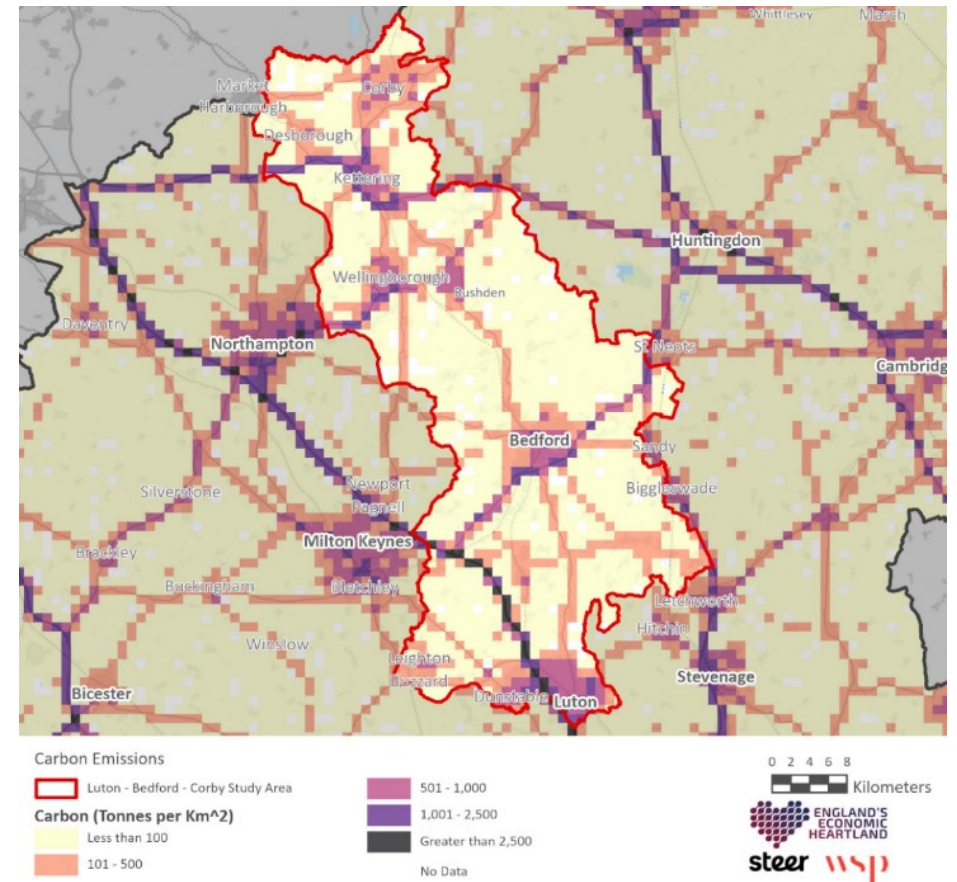 Whittlesey
March
Market
Harborough
Corby
Desborough
Kettering
Huntingdon
Wellingborough
Rushden
Daventry
Northampton
St Neots
Cambridg
Bedford
Sandy
Silverstone
Newport
Pagnell
Biggleswade
Milton Keynes
Brackley
Buckingham
Bletchley
Letchworth
Hitchin
Winslow
Leighton
Buzzard
Stevenage
Bicester
Dunstable
Luton
Carbon Emissions
Luton - Bedford - Corby Study Area
Carbon (Tonnes per Km^2)
Less than 100
101 - 500
501 - 1,000
1,001 - 2,500
Greater than 2,500
No Data
0 2 4 6 8
Kilometers
ENGLAND'S
ECONOMIC
HEARTLAND
steer wsp